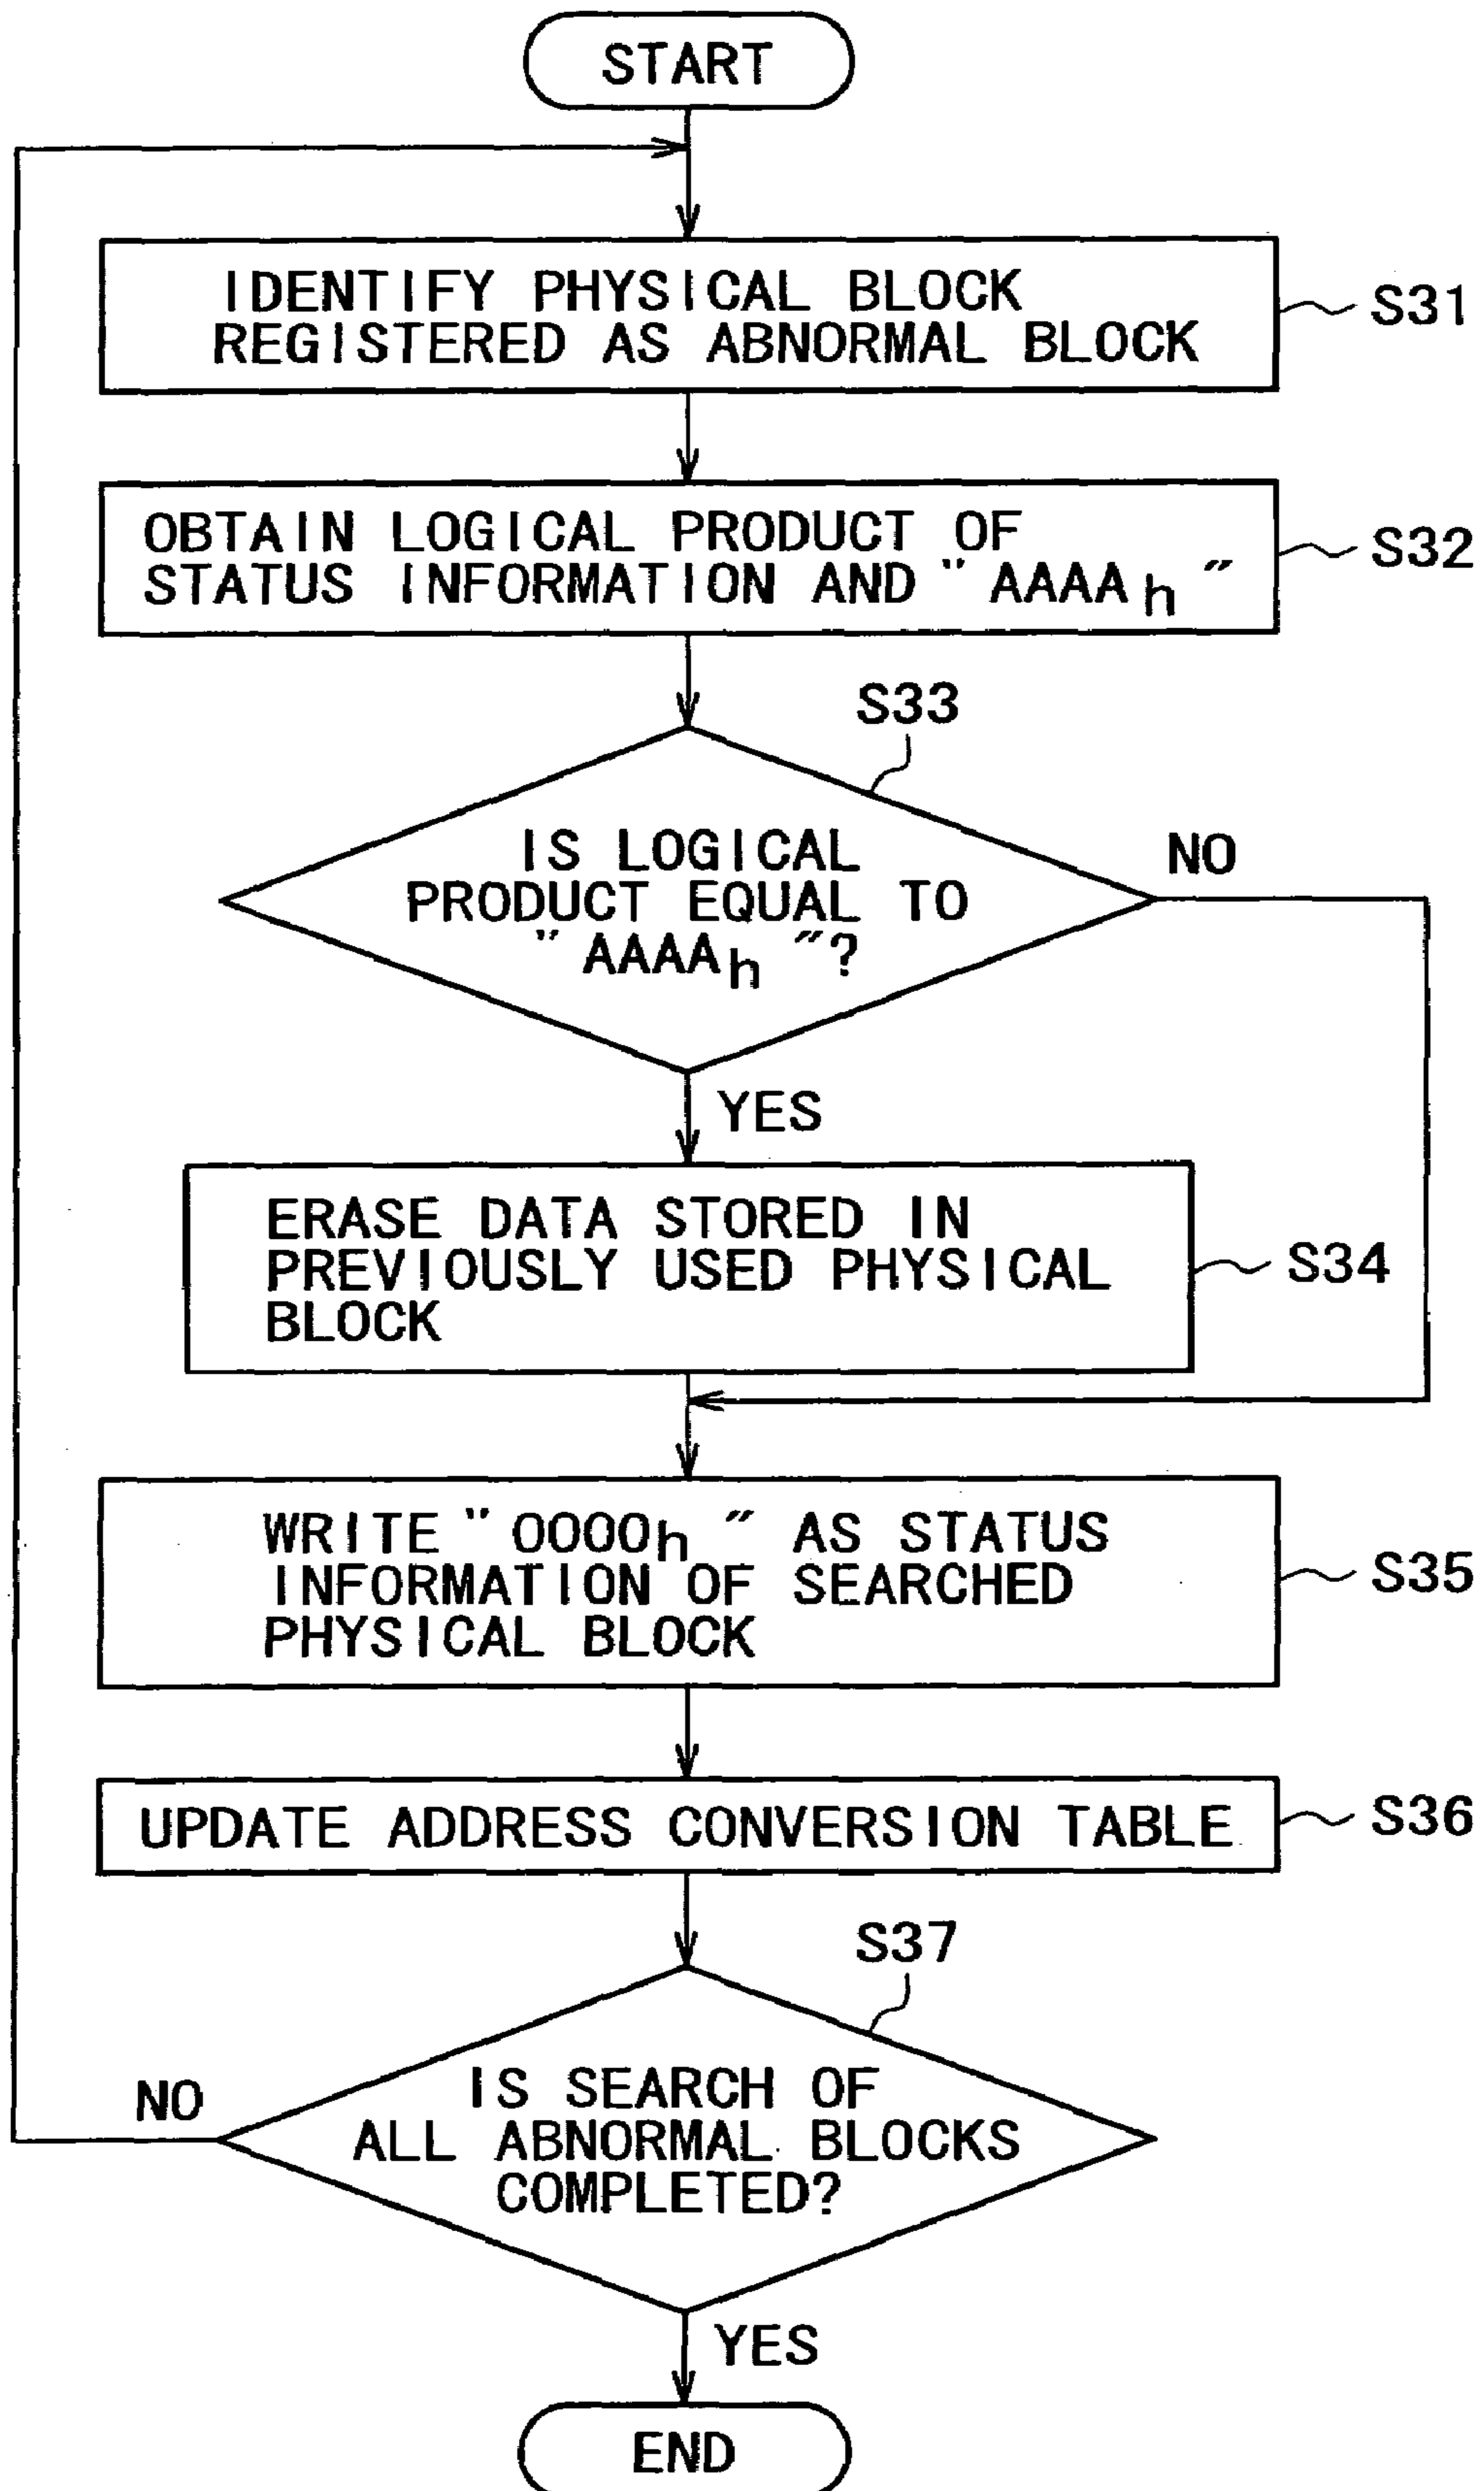 START
IDENTIFY PHYSICAL BLOCK
REGISTERED AS ABNORMAL BLOCK
S31
OBTAIN LOGICAL PRODUCT OF
STATUS INFORMATION AND "AAAAh"
S32
S33
IS LOGICAL
PRODUCT EQUAL TO
"AAAAh"?
NO
YES
ERASE DATA STORED IN
PREVIOUSLY USED PHYSICAL
BLOCK
S34
WRITE "0000h" AS STATUS
INFORMATION OF SEARCHED
PHYSICAL BLOCK
S35
UPDATE ADDRESS CONVERSION TABLE
S36
S37
IS SEARCH OF
ALL ABNORMAL BLOCKS
COMPLETED?
NO
YES
END